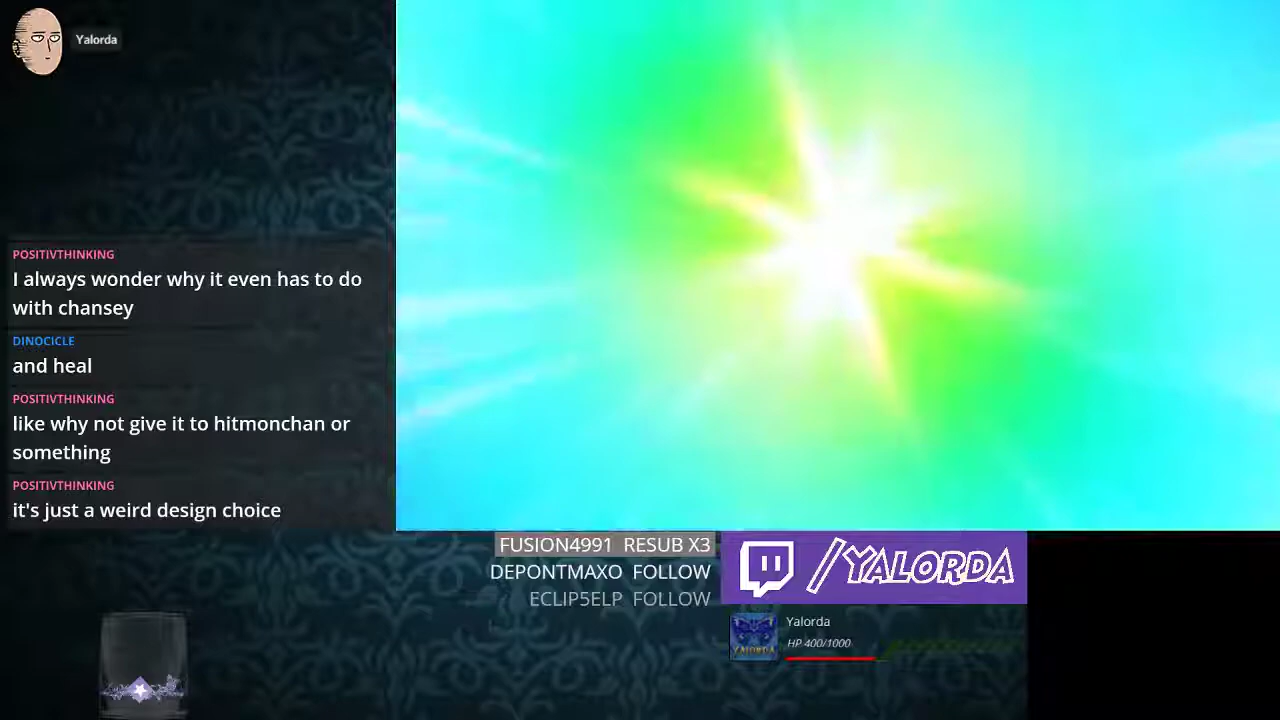 Yalorda
POSITIVTHINKING
I always wonder why it even has to do
with chansey
DINOCICLE
and heal
POSITIVTHINKING
like why not give it to hitmonchan or
something
POSITIVTHINKING
it's just a weird design choice
FUSION4991 RESUB X3
DEPONTMAXO FOLLOW
ECLIP5ELP FOLLOW
/YALORDA
Yalorda
HP 400/1000
YALORDA